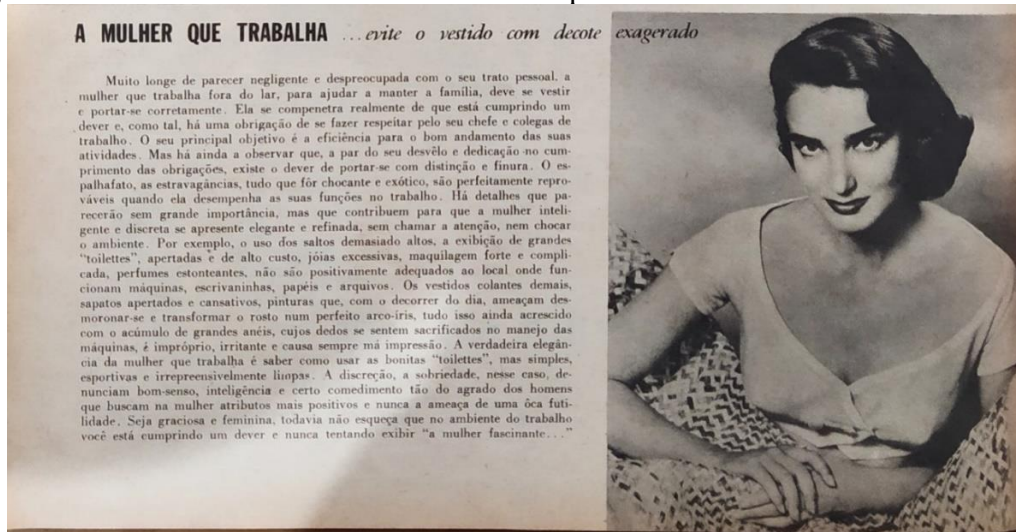 A MULHER QUE TRABALHA ...evite o vestido com decote exagerado
Muito longe de parecer negligente e despreocupada com o seu trato pessoal, a
mulher que trabalha fora do lar, para ajudar a manter a família, deve se vestir
e portar-se corretamente. Ela se compenetra realmente de que está cumprindo um
dever e, como tal, há uma obrigação de se fazer respeitar pelo seu chefe e colegas de
trabalho. O seu principal objetivo é a eficiência para o bom andamento das suas
atividades. Mas há ainda a observar que, a par do seu desvêlo e dedicação no cum-
primento das obrigações, existe o dever de portar-se com distinção e finura. O es-
palhafato, as estravagâncias, tudo que fôr chocante e exótico, são perfeitamente repro-
váveis quando ela desempenha as suas funções no trabalho. Há detalhes que pa-
recerão sem grande importância, mas que contribuem para que a mulher inteli-
gente e discreta se apresente elegante e refinada, sem chamar a atenção, nem chocar
o ambiente. Por exemplo, o uso dos saltos demasiado altos, a exibição de grandes
"toilettes", apertadas e de alto custo, jóias excessivas, maquilagem forte e compli-
cada, perfumes estonteantes, não são positivamente adequados ao local onde fun-
cionam máquinas, escrivaninhas, papéis e arquivos. Os vestidos colantes demais,
sapatos apertados e cansativos, pinturas que, com o decorrer do dia, ameaçam des-
moronar-se e transformar o rosto num perfeito arco-íris, tudo isso ainda acrescido
com o acúmulo de grandes anéis, cujos dedos se sentem sacrificados no manejo das
máquinas, é impróprio, irritante e causa sempre má impressão. A verdadeira elegân-
cia da mulher que trabalha é saber como usar as bonitas "toilettes", mas simples,
esportivas e irrepreensivelmente limpas. A discreção, a sobriedade, nesse caso, de-
nunciam bom-senso, inteligência e certo comedimento tão do agrado dos homens
que buscam na mulher atributos mais positivos e nunca a ameaça de uma ôca futi-
lidade. Seja graciosa e feminina, todavia não esqueça que no ambiente do trabalho
você está cumprindo um dever e nunca tentando exibir "a mulher fascinante..."